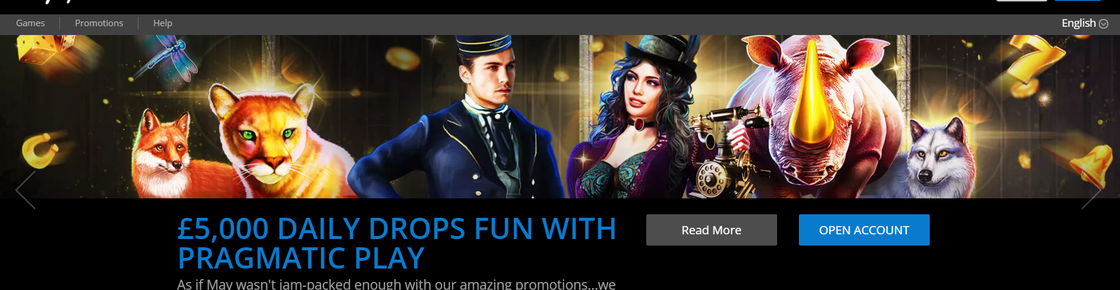 Games
Promotions
Help
English
£5,000 DAILY DROPS FUN WITH
PRAGMATIC PLAY
Read More
OPEN ACCOUNT
As if May wasn't jam-packed enough with our amazing promotions...we